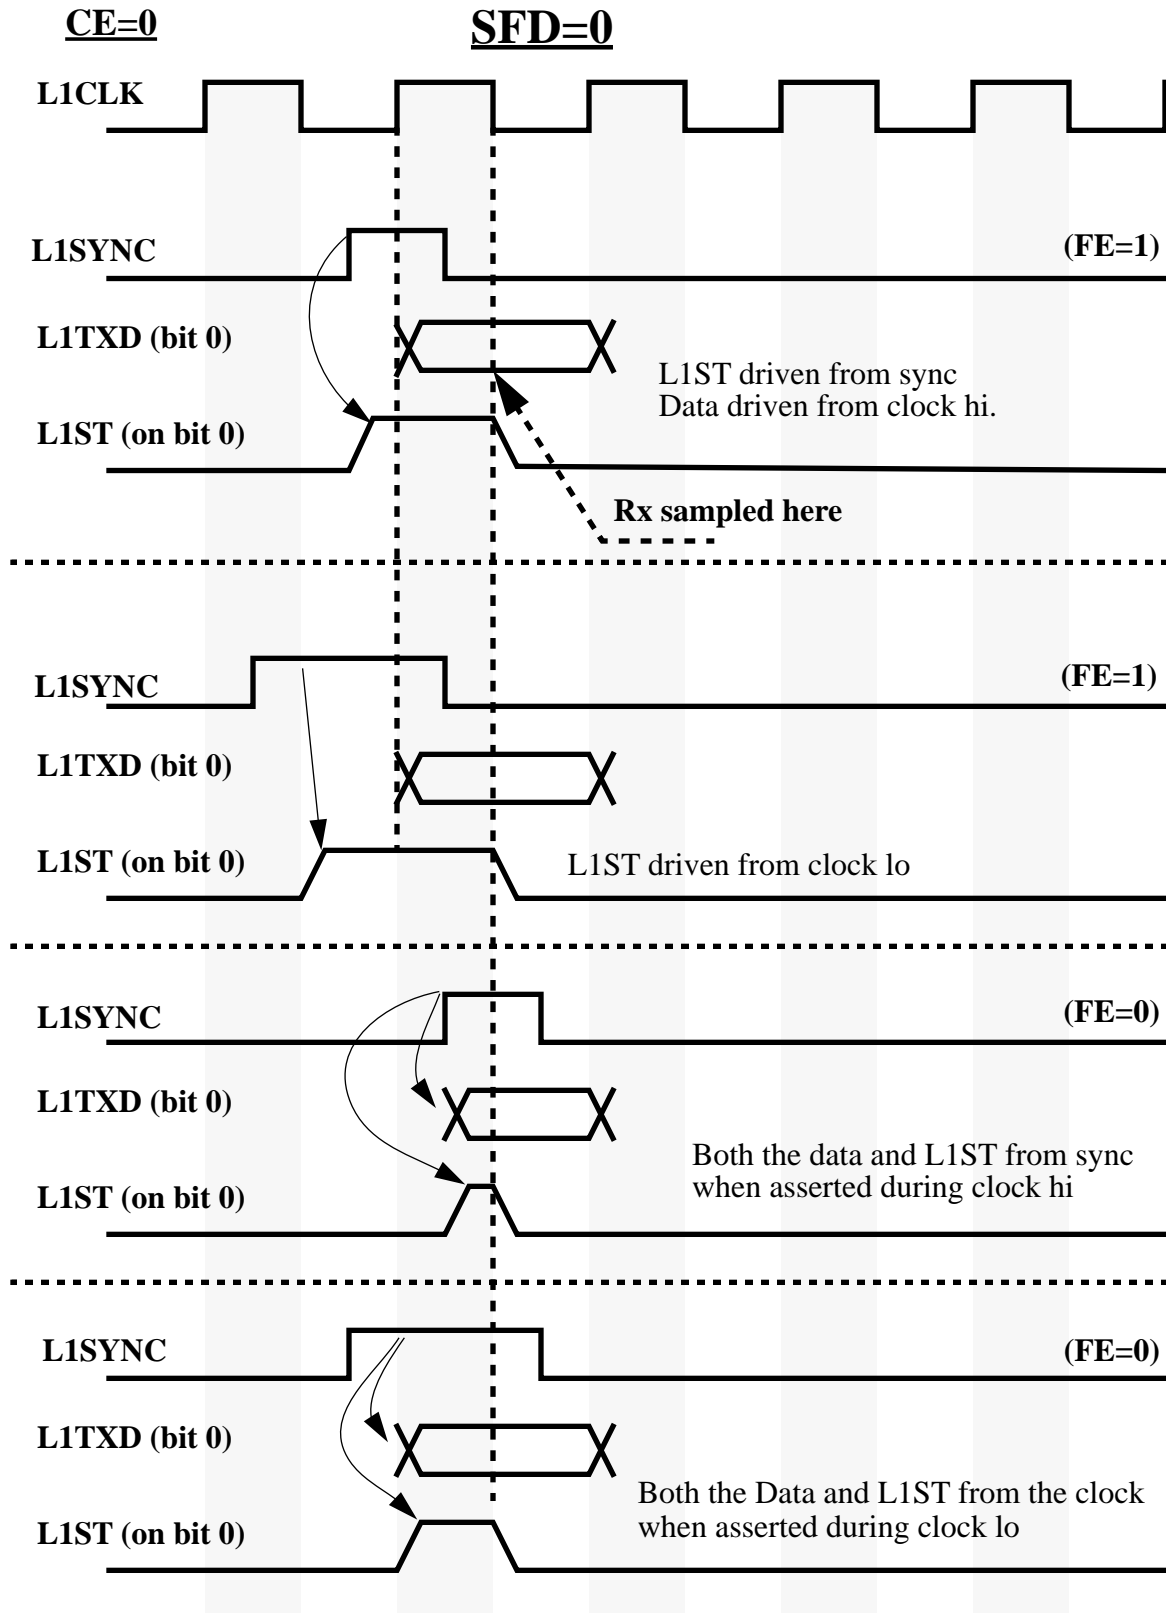 CE=0 SFD=0
L1CLK
L1SYNC (FE=1)
L1TXD (bit 0)
L1ST driven from sync
Data driven from clock hi.
L1ST (on bit 0)
Rx sampled here
L1SYNC (FE=1)
L1TXD (bit 0)
L1ST (on bit 0) L1ST driven from clock lo
L1SYNC (FE=0)
L1TXD (bit 0)
Both the data and L1ST from sync
when asserted during clock hi
L1ST (on bit 0)
L1SYNC (FE=0)
L1TXD (bit 0)
Both the Data and L1ST from the clock
when asserted during clock lo
L1ST (on bit 0)